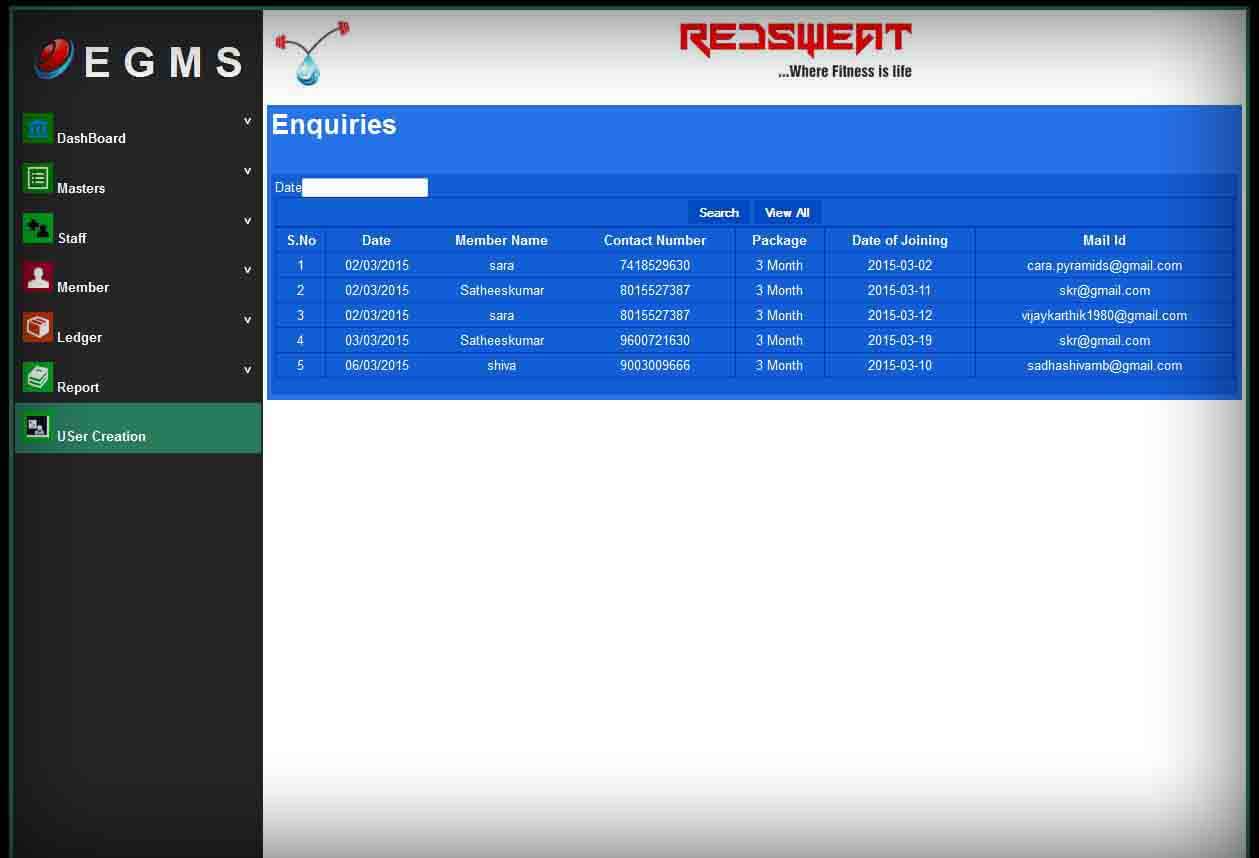 E G M S
REDSWEAT
...Where Fitness is life
DashBoard v
Masters v
Staff v
Member v
Ledger v
Report v
USer Creation
Enquiries
Date
Search View All
S.No Date Member Name Contact Number Package Date of Joining Mail Id
1 02/03/2015 sara 7418529630 3 Month 2015-03-02 cara.pyramids@gmail.com
2 02/03/2015 Satheeskumar 8015527387 3 Month 2015-03-11 skr@gmail.com
3 02/03/2015 sara 8015527387 3 Month 2015-03-12 vijaykarthik1980@gmail.com
4 03/03/2015 Satheeskumar 9600721630 3 Month 2015-03-19 skr@gmail.com
5 06/03/2015 shiva 9003009666 3 Month 2015-03-10 sadhashivamb@gmail.com